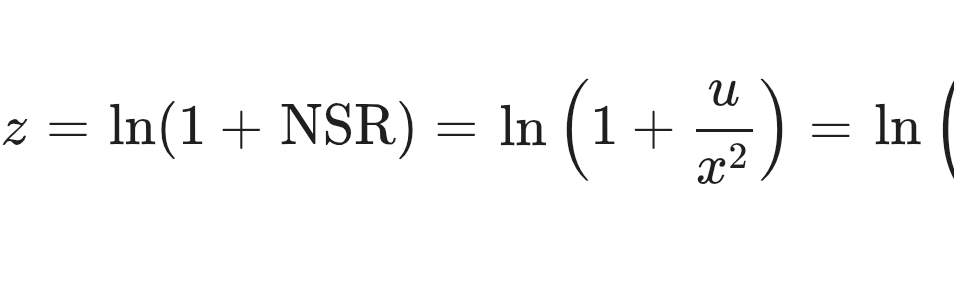 z = ln(1 + NSR) = ln(1 + u/x²) = ln(